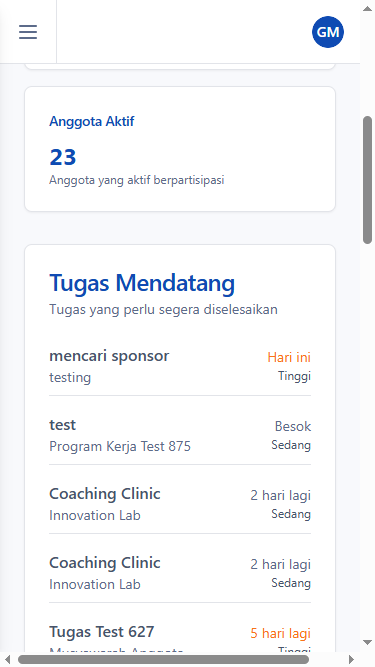 GM
Anggota Aktif
23
Anggota yang aktif berpartisipasi
Tugas Mendatang
Tugas yang perlu segera diselesaikan
mencari sponsor
Hari ini
testing
Tinggi
test
Besok
Program Kerja Test 875
Sedang
Coaching Clinic
2 hari lagi
Innovation Lab
Sedang
Coaching Clinic
2 hari lagi
Innovation Lab
Sedang
Tugas Test 627
5 hari lagi
Musyawarah Anggota
Tinggi